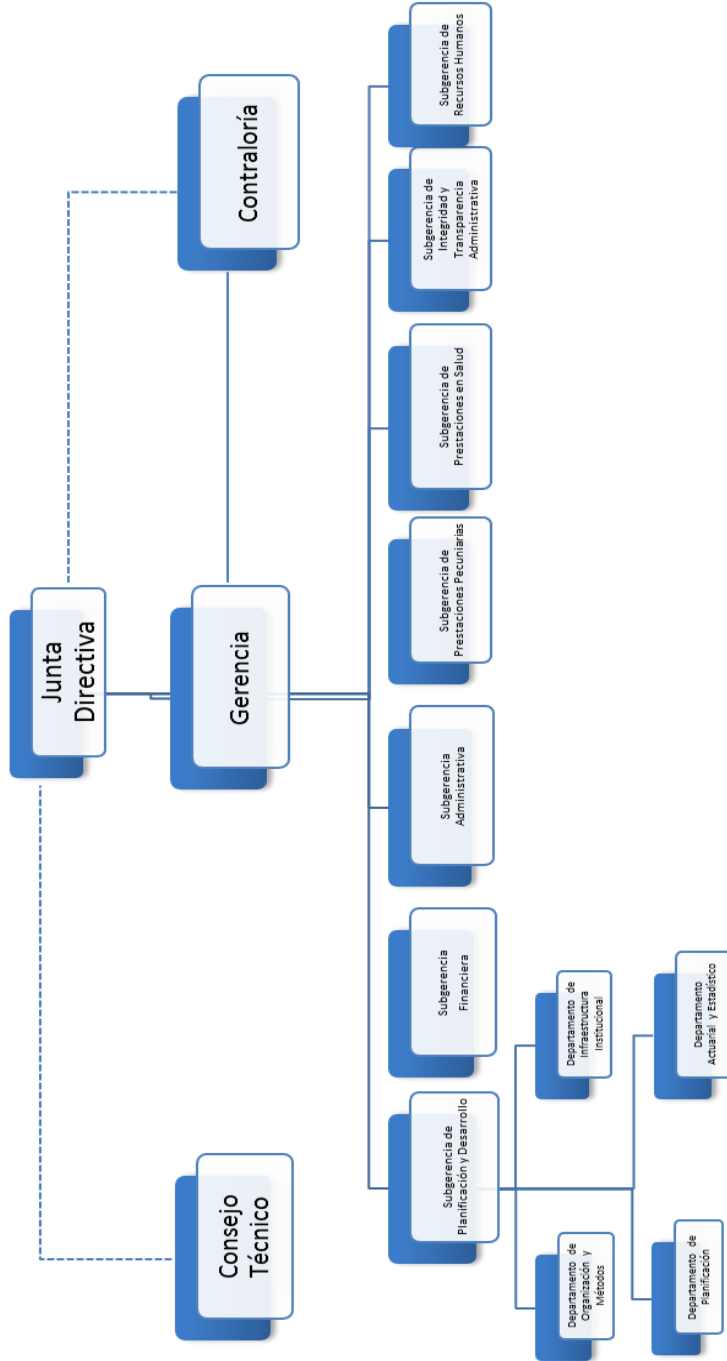 Junta
Directiva
Consejo
Técnico
Gerencia
Contraloría
Subgerencia de
Planificación y Desarrollo
Subgerencia
Financiera
Subgerencia
Administrativa
Subgerencia de
Prestaciones Pecuniarias
Subgerencia de
Prestaciones en Salud
Subgerencia de
Integridad y
Transparencia
Administrativa
Subgerencia de
Recursos Humanos
Departamento de
Organización y
Métodos
Departamento de
Infraestructura
Institucional
Departamento de
Planificación
Departamento
Actuarial y Estadístico